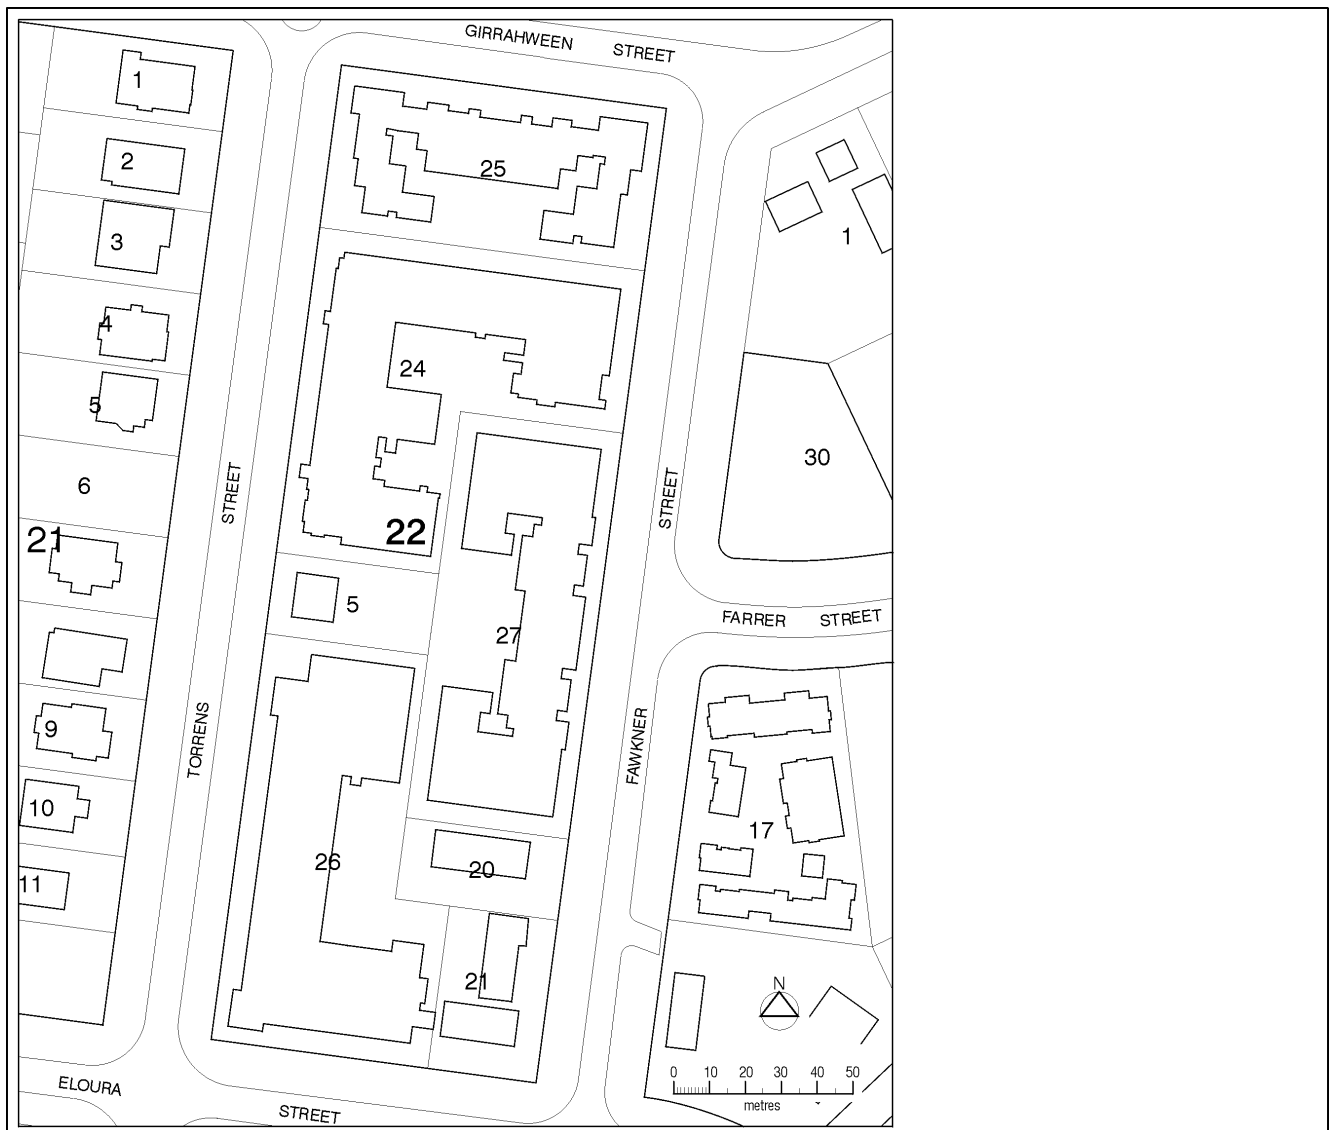 GIRRAHWEEN STREET
1
2
3
4
5
6
21
9
10
11
25
24
22
5
27
26
20
21
1
30
17
STREET
TORRENS
STREET
FAWKNER
FARRER STREET
ELOURA
STREET
N
0 10 20 30 40 50
metres